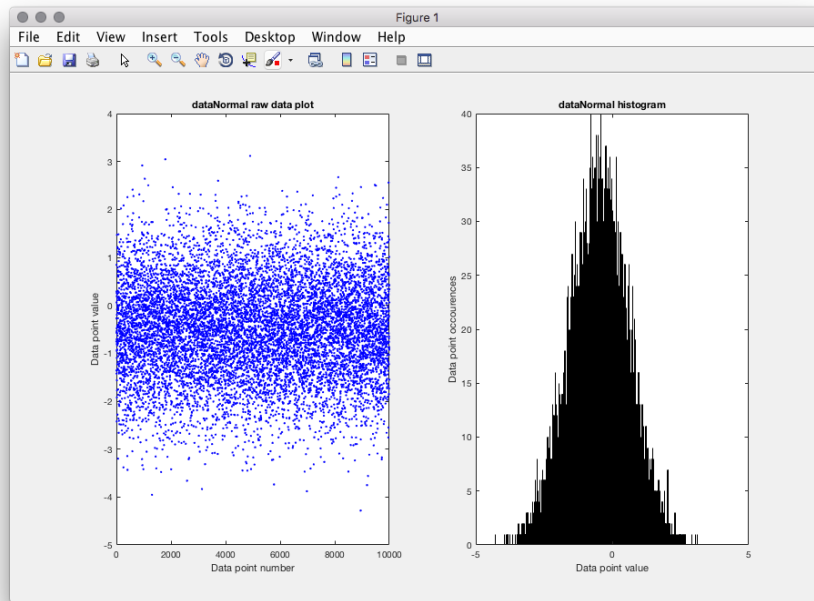 Figure 1
File Edit View Insert Tools Desktop Window Help
dataNormal raw data plot
4
3
2
1
0
-1
-2
-3
-4
-5
Data point value
0 2000 4000 6000 8000 10000
Data point number
dataNormal histogram
40
35
30
25
20
15
10
5
0
Data point occourences
-5 0 5
Data point value